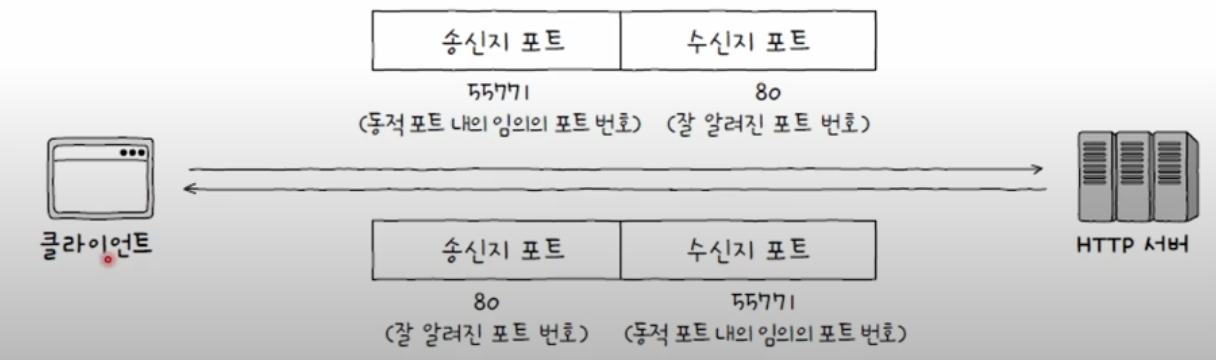 송신지 포트 수신지 포트
55771 80
(동적 포트 내의 임의의 포트 번호) (잘 알려진 포트 번호)
클라이언트
HTTP 서버
송신지 포트 수신지 포트
80 55771
(잘 알려진 포트 번호) (동적 포트 내의 임의의 포트 번호)